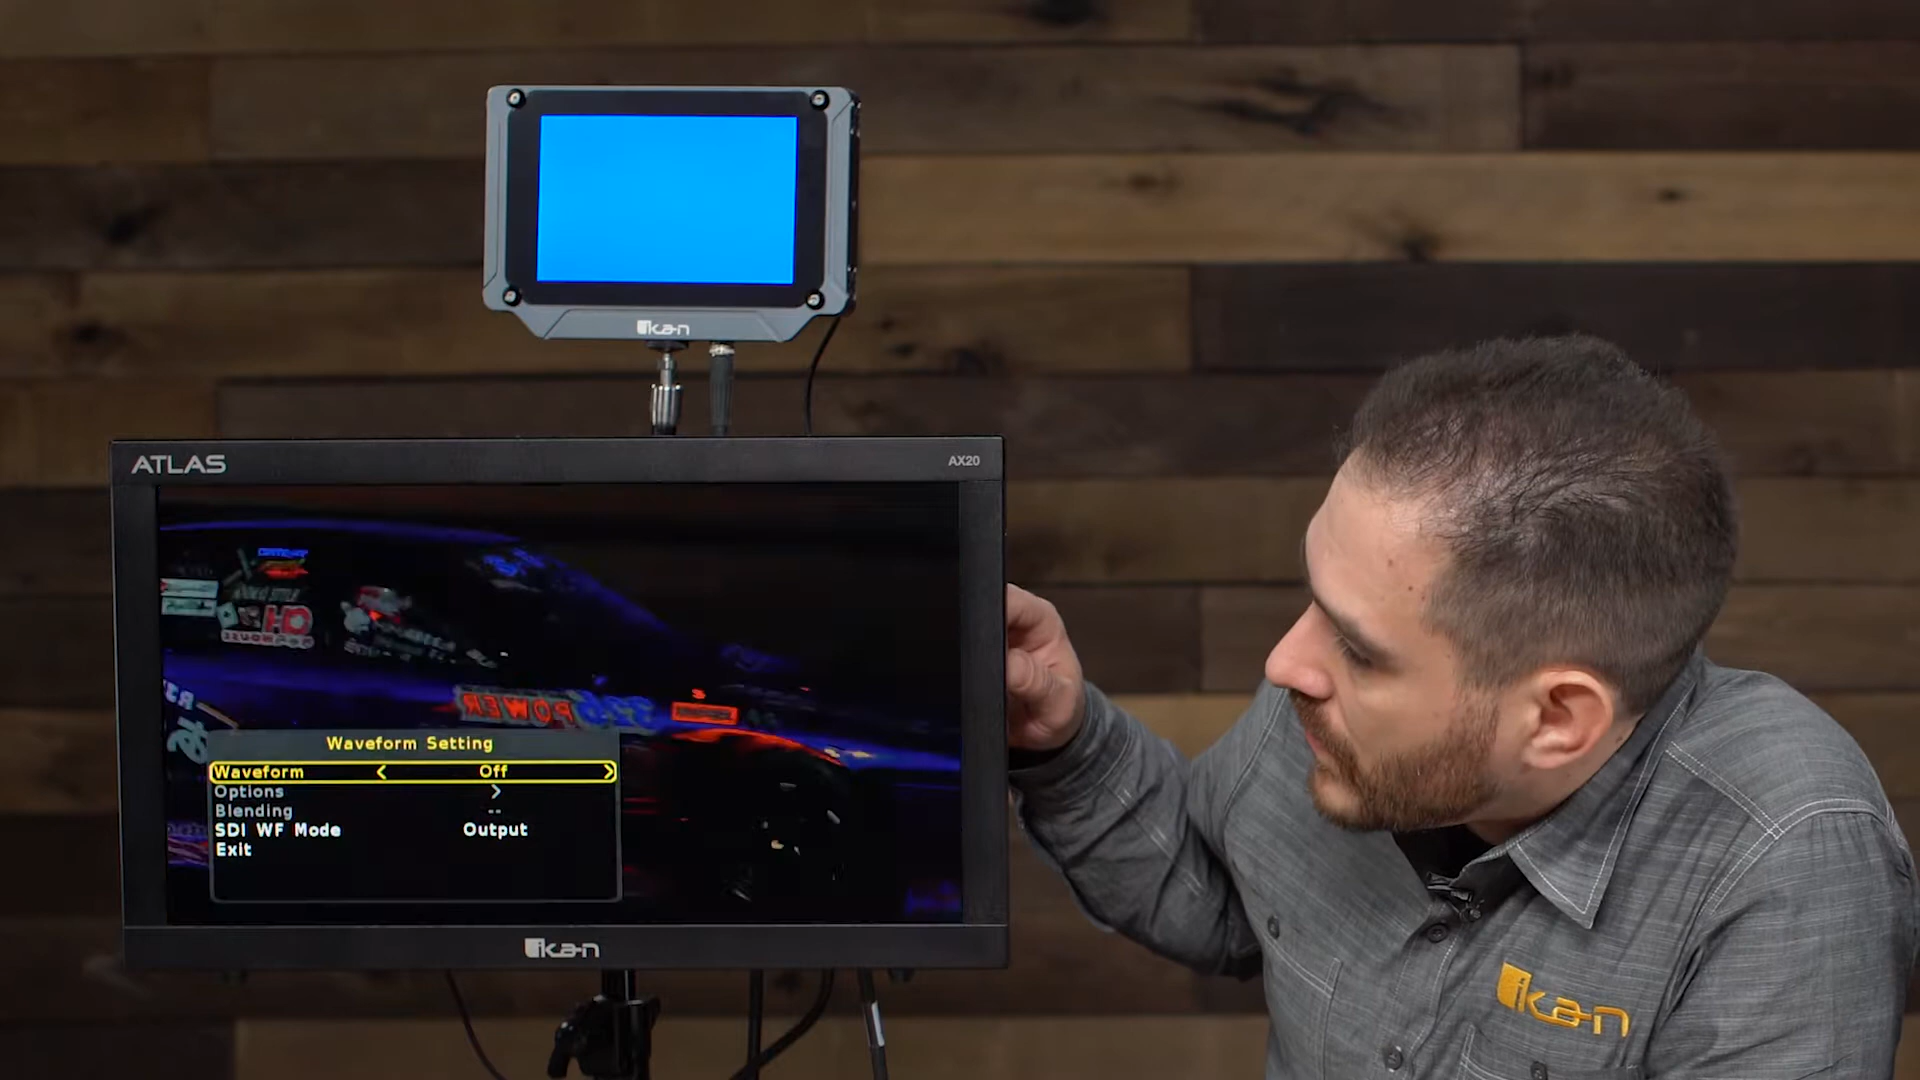 ikan
ATLAS
AX20
POWER
Waveform Setting
Waveform < Off >
Options >
Blending --
SDI WF Mode Output
Exit
ikan
ikan